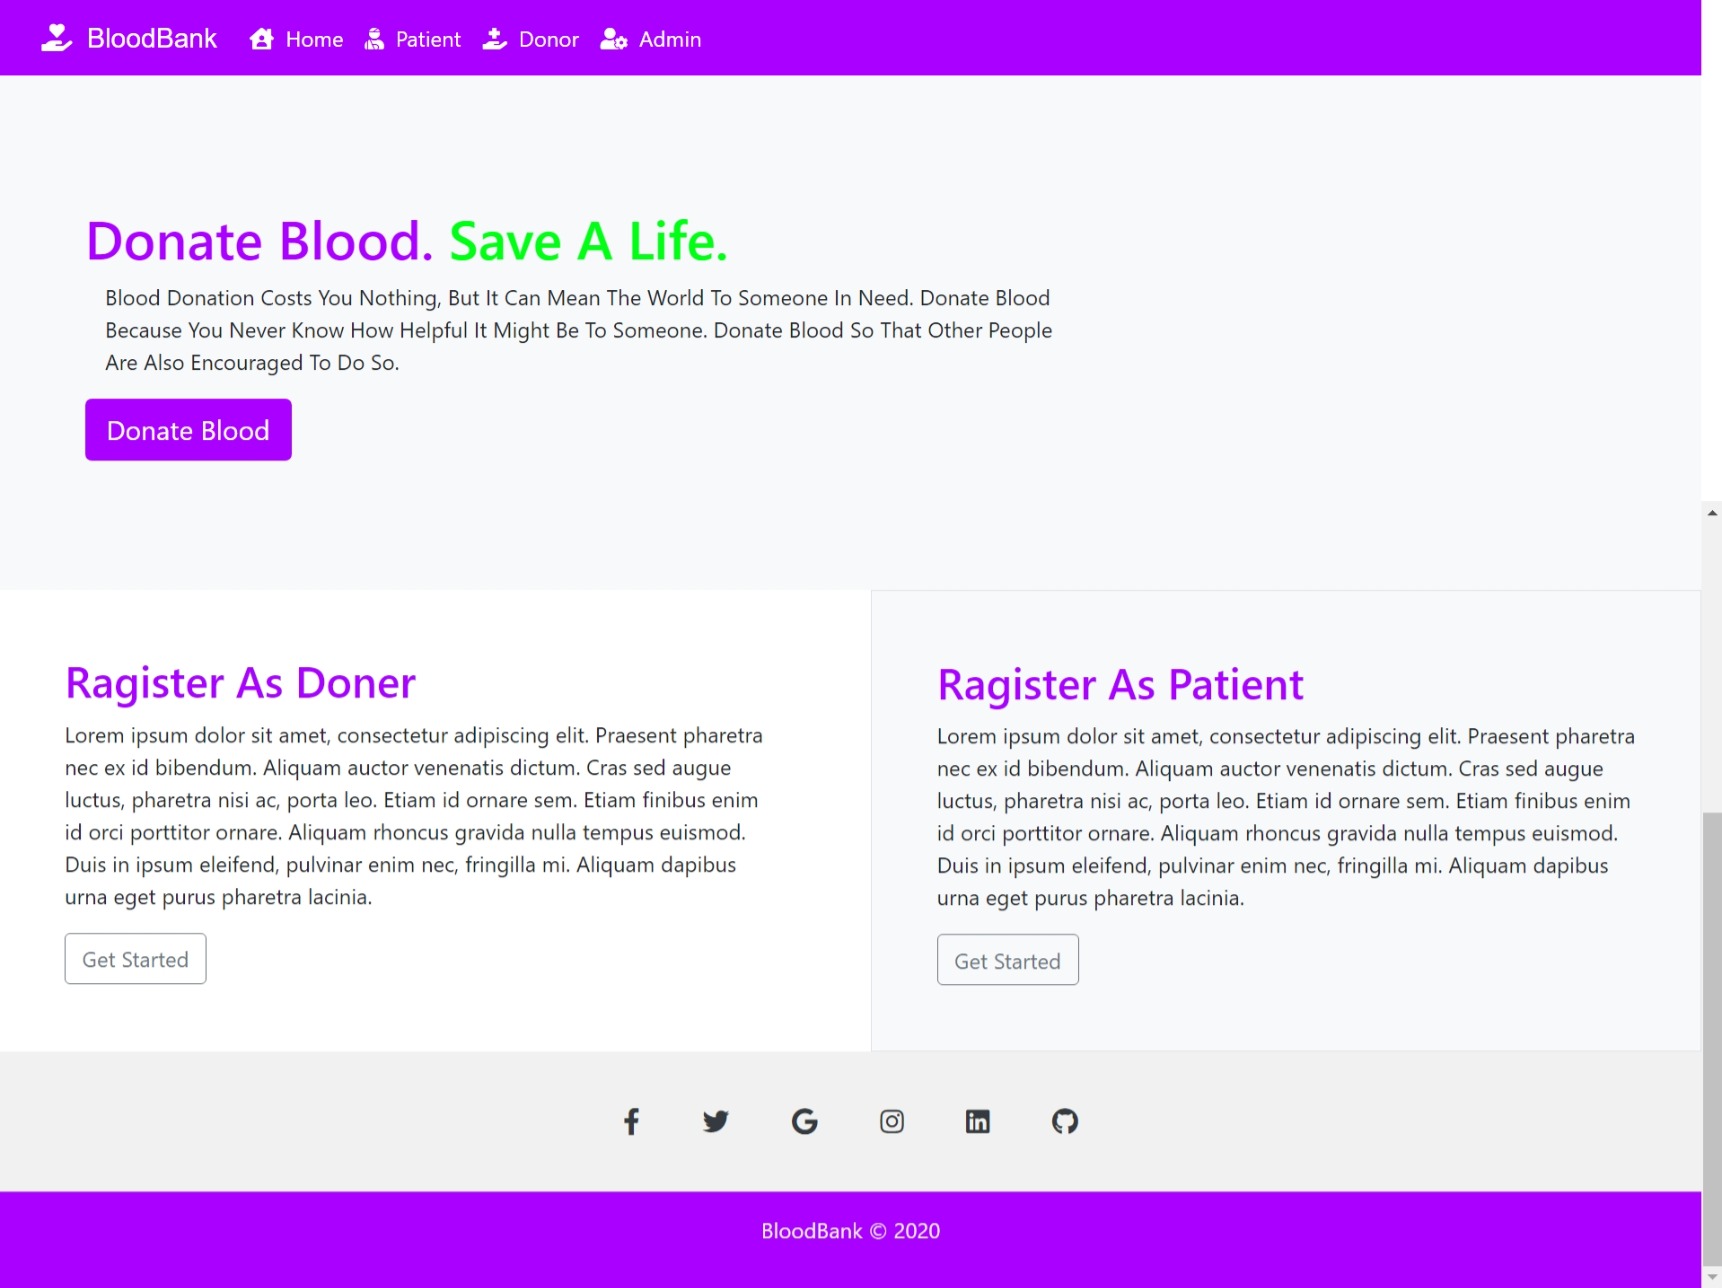 BloodBank Home Patient Donor Admin
Donate Blood. Save A Life.
Blood Donation Costs You Nothing, But It Can Mean The World To Someone In Need. Donate Blood
Because You Never Know How Helpful It Might Be To Someone. Donate Blood So That Other People
Are Also Encouraged To Do So.
Donate Blood
Ragister As Doner
Lorem ipsum dolor sit amet, consectetur adipiscing elit. Praesent pharetra
nec ex id bibendum. Aliquam auctor venenatis dictum. Cras sed augue
luctus, pharetra nisi ac, porta leo. Etiam id ornare sem. Etiam finibus enim
id orci porttitor ornare. Aliquam rhoncus gravida nulla tempus euismod.
Duis in ipsum eleifend, pulvinar enim nec, fringilla mi. Aliquam dapibus
urna eget purus pharetra lacinia.
Get Started
Ragister As Patient
Lorem ipsum dolor sit amet, consectetur adipiscing elit. Praesent pharetra
nec ex id bibendum. Aliquam auctor venenatis dictum. Cras sed augue
luctus, pharetra nisi ac, porta leo. Etiam id ornare sem. Etiam finibus enim
id orci porttitor ornare. Aliquam rhoncus gravida nulla tempus euismod.
Duis in ipsum eleifend, pulvinar enim nec, fringilla mi. Aliquam dapibus
urna eget purus pharetra lacinia.
Get Started
BloodBank © 2020